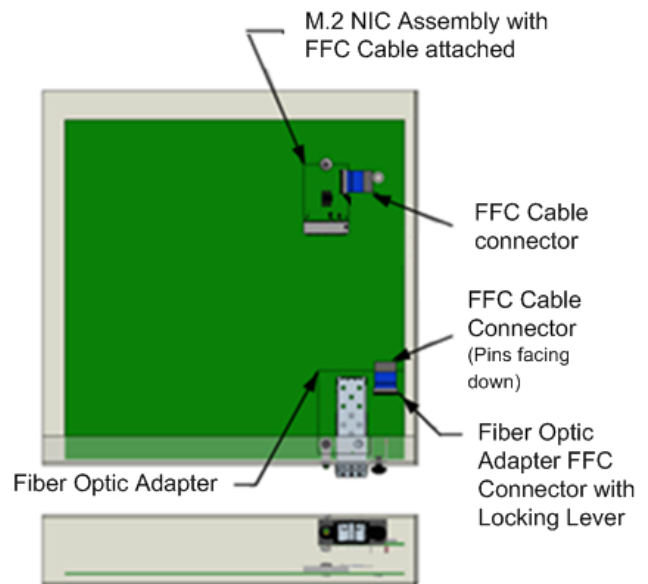 M.2 NIC Assembly with
FFC Cable attached
FFC Cable
connector
FFC Cable
Connector
(Pins facing
down)
Fiber Optic
Adapter FFC
Connector with
Locking Lever
Fiber Optic Adapter